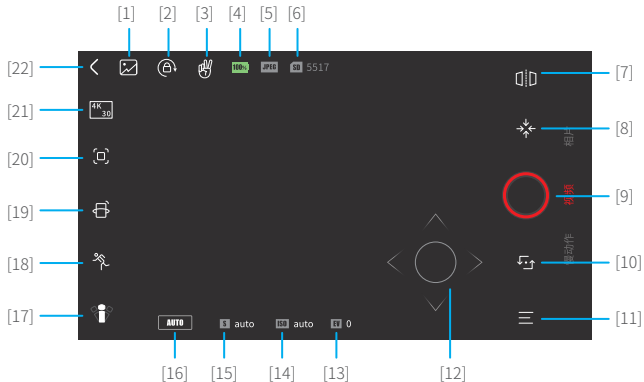 [1] [2] [3] [4] [5] [6]
[22] 100% JPEG SD 5517 [7]
[21] 4K 30 [8]
相片
[20]
[19] 视频 [9]
[18] 慢动作 [10]
[17] AUTO S auto ISO auto EV 0 [11]
[16] [15] [14] [13] [12]